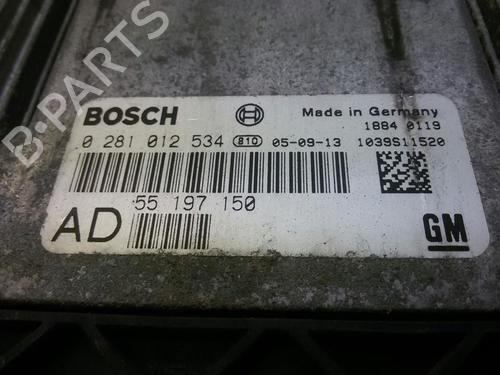 B-PARTS
BOSCH Made in Germany
1884 0119
0 281 012 534 810 05-09-13 1039S11520
55 197 150
AD
GM